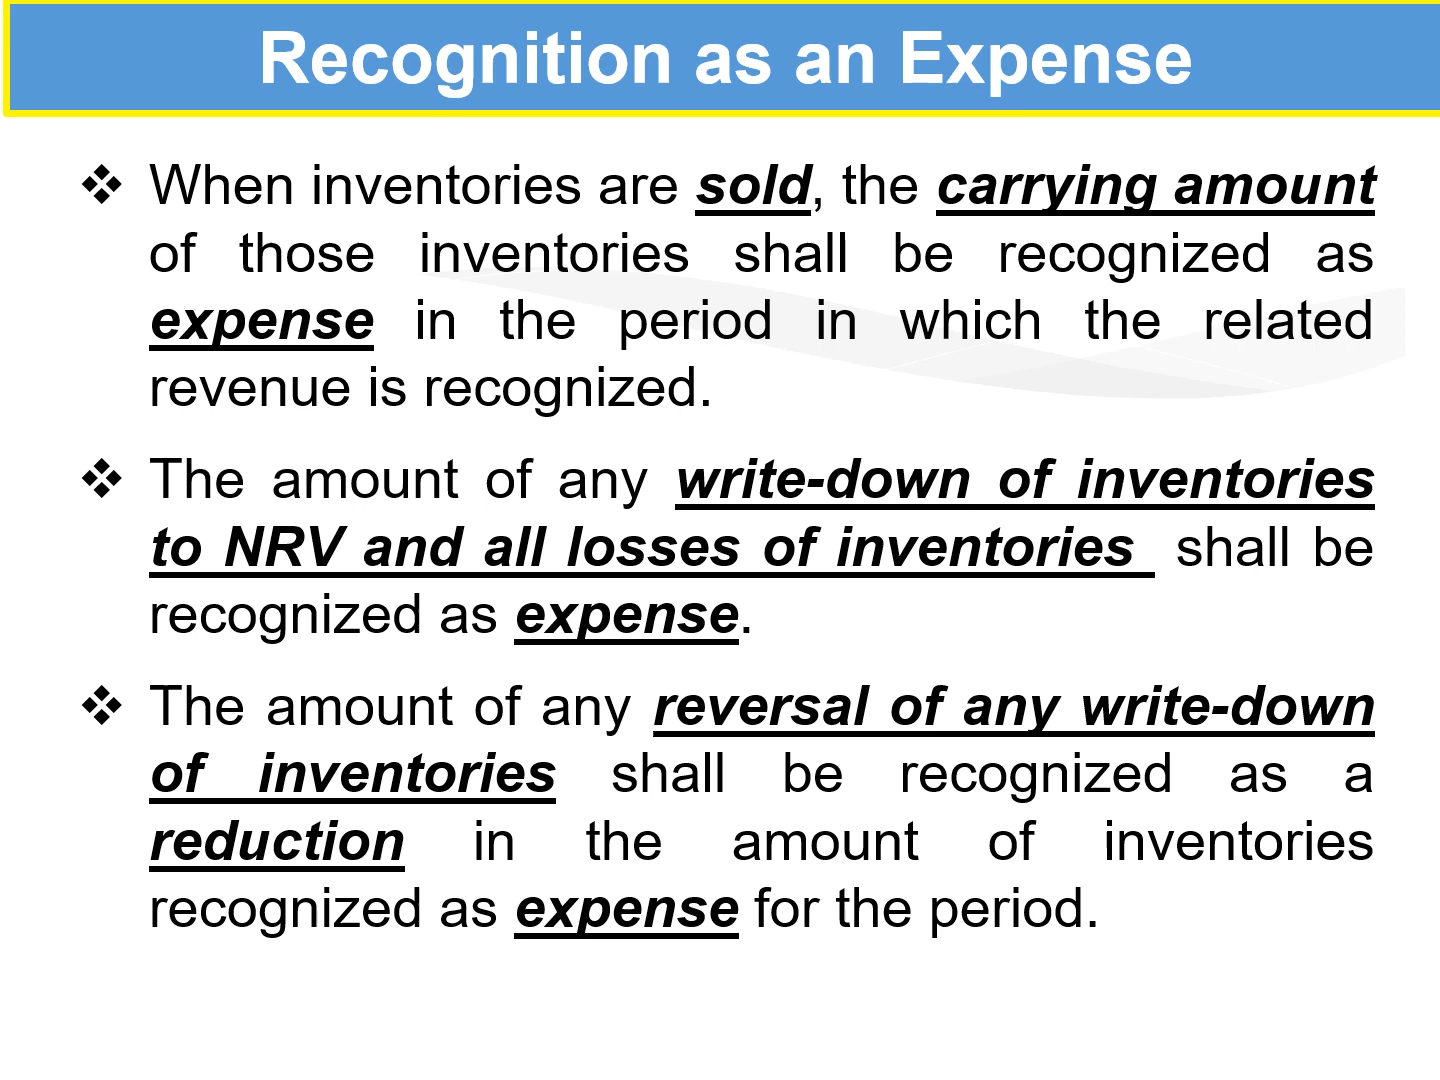 Recognition as an Expense
❖ When inventories are sold, the carrying amount
of those inventories shall be recognized as
expense in the period in which the related
revenue is recognized.
❖ The amount of any write-down of inventories
to NRV and all losses of inventories shall be
recognized as expense.
❖ The amount of any reversal of any write-down
of inventories shall be recognized as a
reduction in the amount of inventories
recognized as expense for the period.